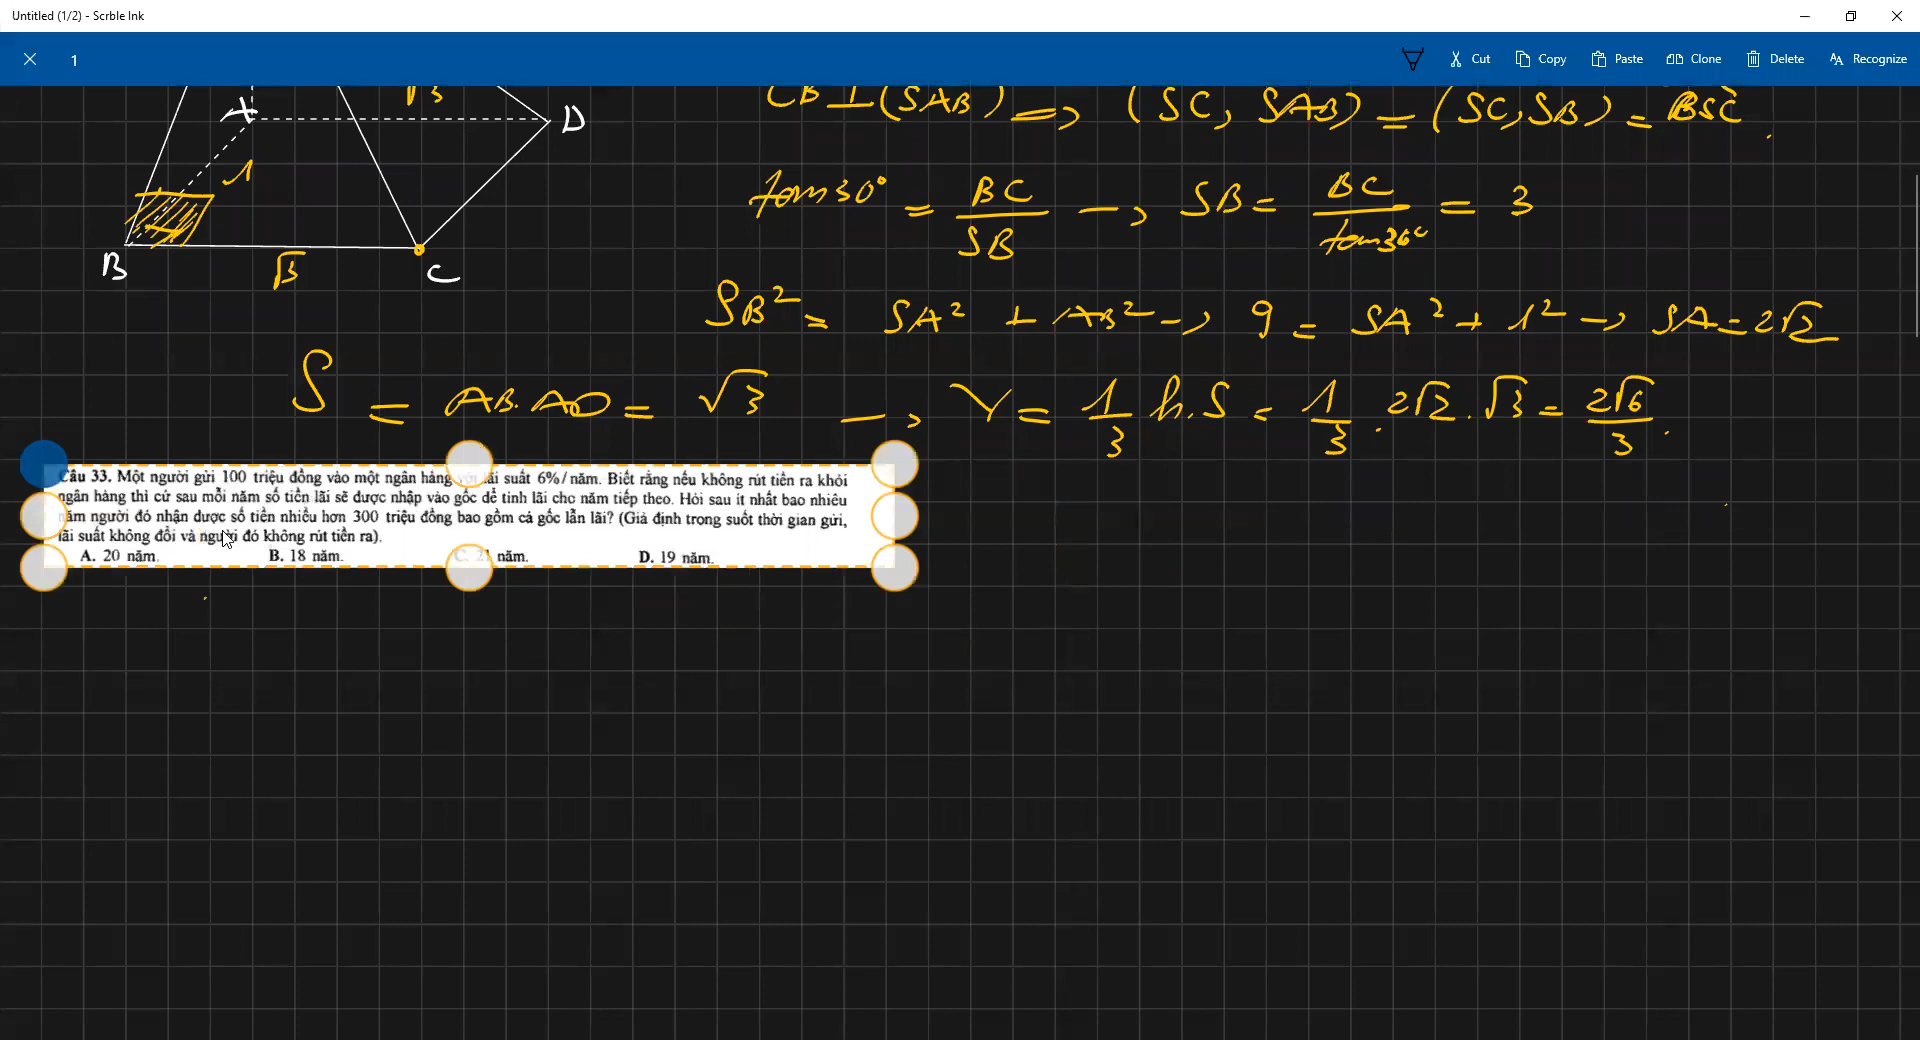 Untitled (1/2) - Scrble Ink
1 Cut Copy Paste Clone Delete Recognize
CB ⊥ (SAB) => (SC, SAB) = (SC, SB) = BSC
A D 1 B √3 C √3
tan30° = BC/SB -> SB = BC/tan30° = 3
SB² = SA² + AB² -> 9 = SA² + 1² -> SA = 2√2
S = AB. AD = √3 -> V = 1/3 h.S = 1/3 . 2√2 . √3 = 2√6/3.
Câu 33. Một người gửi 100 triệu đồng vào một ngân hàng lãi suất 6%/năm. Biết rằng nếu không rút tiền ra khỏi
ngân hàng thì cứ sau mỗi năm số tiền lãi sẽ được nhập vào gốc để tính lãi cho năm tiếp theo. Hỏi sau ít nhất bao nhiêu
năm người đó nhận được số tiền nhiều hơn 300 triệu đồng bao gồm cả gốc lẫn lãi? (Giả định trong suốt thời gian gửi,
lãi suất không đổi và người đó không rút tiền ra).
A. 20 năm. B. 18 năm. C. 21 năm. D. 19 năm.